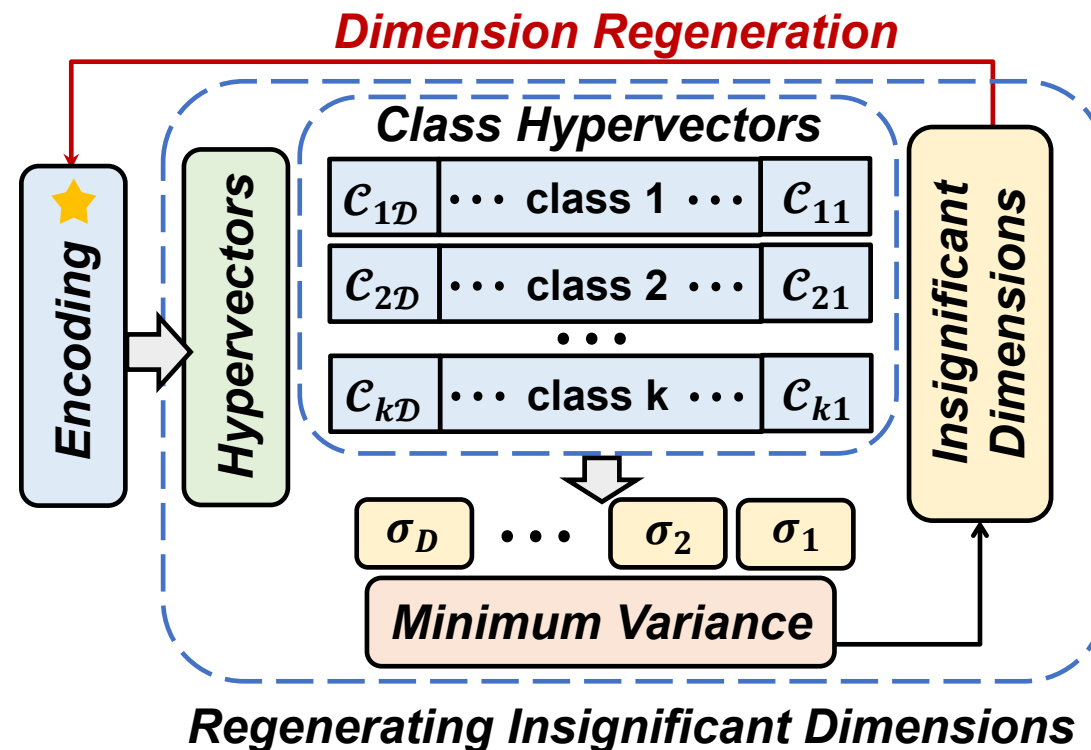 Dimension Regeneration
Class Hypervectors
Encoding
Hypervectors
𝒞₁𝒟 ··· class 1 ··· 𝒞₁₁
𝒞₂𝒟 ··· class 2 ··· 𝒞₂₁
···
𝒞ₖ𝒟 ··· class k ··· 𝒞ₖ₁
Insignificant
Dimensions
σ_D ··· σ₂ σ₁
Minimum Variance
Regenerating Insignificant Dimensions